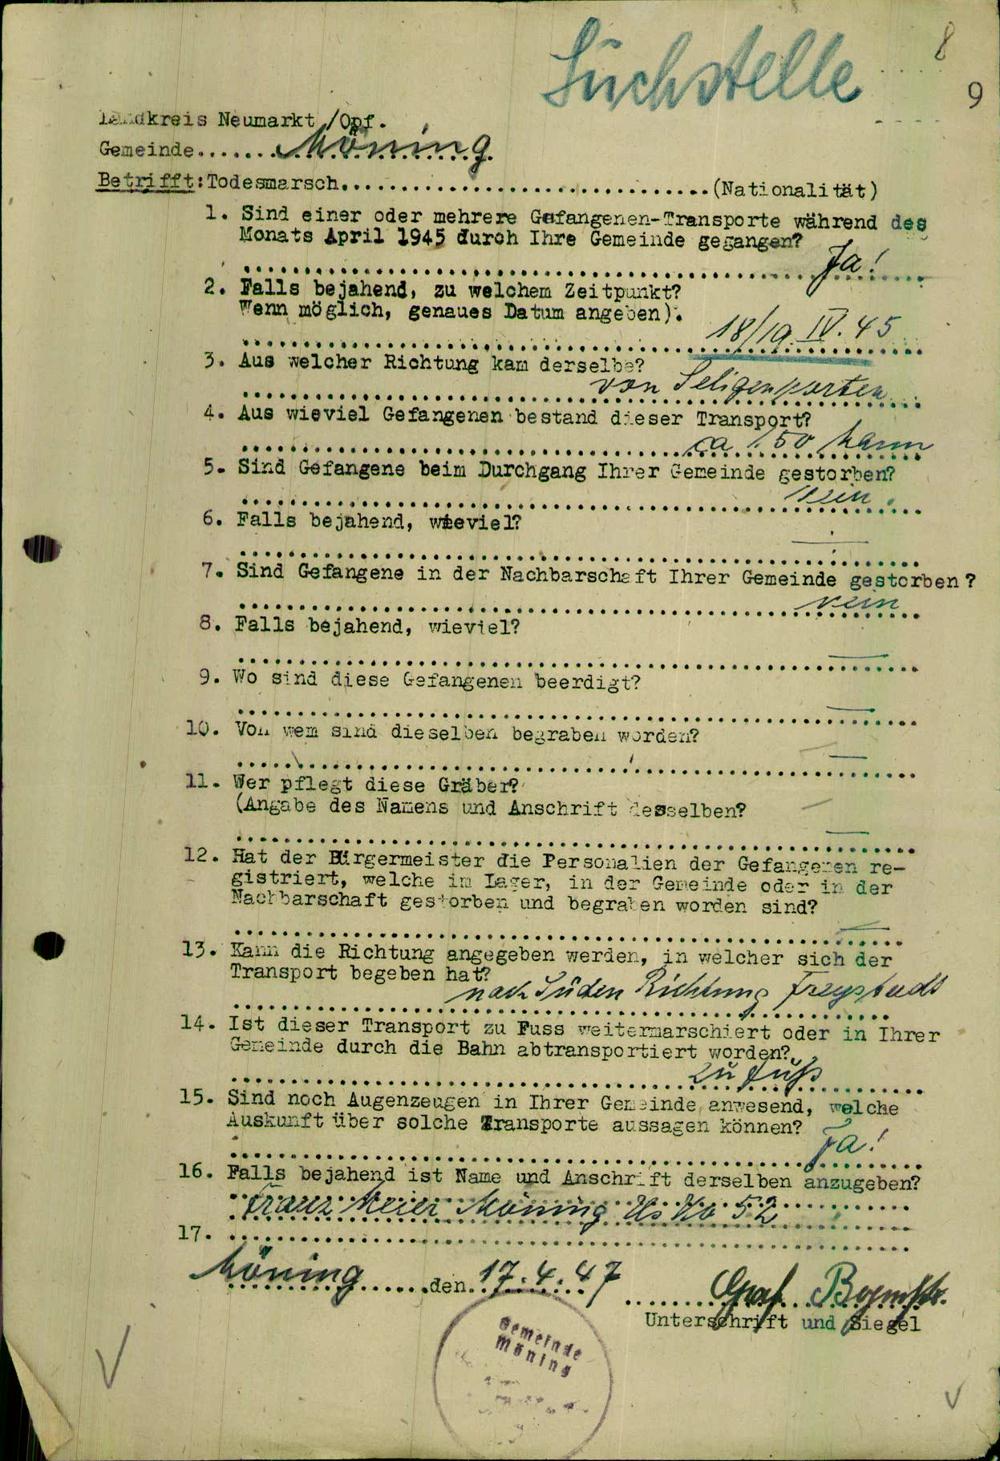 Suchstelle
8
9
Landkreis Neumarkt/Opf.
Gemeinde....... Möning
Betrifft: Todesmarsch..............................(Nationalität)
1. Sind einer oder mehrere Gefangenen-Transporte während des
Monats April 1945 durch Ihre Gemeinde gegangen?
Ja!
2. Falls bejahend, zu welchem Zeitpunkt?
Wenn möglich, genaues Datum angeben).
18/19. IV. 45
3. Aus welcher Richtung kam derselbe?
von Seligenporten
4. Aus wieviel Gefangenen bestand dieser Transport?
ca 150 Mann
5. Sind Gefangene beim Durchgang Ihrer Gemeinde gestorben?
Nein.
6. Falls bejahend, wieviel?
7. Sind Gefangene in der Nachbarschaft Ihrer Gemeinde gestorben?
nein
8. Falls bejahend, wieviel?
9. Wo sind diese Gefangenen beerdigt?
10. Von wem sind dieselben begraben worden?
11. Wer pflegt diese Gräber?
(Angabe des Namens und Anschrift desselben?
12. Hat der Bürgermeister die Personalien der Gefangenen re-
gistriert, welche im Lager, in der Gemeinde oder in der
Nachbarschaft gestorben und begraben worden sind?
13. Kann die Richtung angegeben werden, in welcher sich der
Transport begeben hat?
nach Süden Richtung Freystadt
14. Ist dieser Transport zu Fuss weitermarschiert oder in Ihrer
Gemeinde durch die Bahn abtransportiert worden?
zu Fuß
15. Sind noch Augenzeugen in Ihrer Gemeinde anwesend, welche
Auskunft über solche Transporte aussagen können?
Ja!
16. Falls bejahend ist Name und Anschrift derselben anzugeben?
Franz Meier Möning Hs No 52
17.
Möning......den 17.4.47
Graf Bgmstr.
Unterschrift und Siegel
Gemeinde
Möning